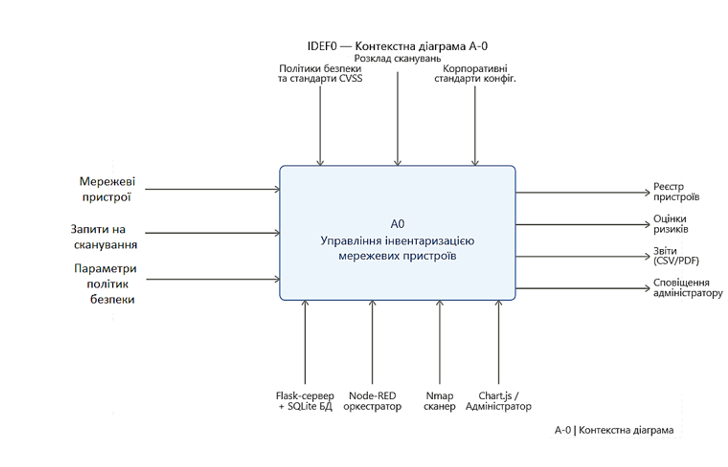 IDEF0 — Контекстна діаграма А-0
Розклад сканувань
Політики безпеки
та стандарти CVSS
Корпоративні
стандарти конфіг.
Мережеві
пристрої
Запити на
сканування
Параметри
політик
безпеки
А0
Управління інвентаризацією
мережевих пристроїв
Реєстр
пристроїв
Оцінки
ризиків
Звіти
(CSV/PDF)
Сповіщення
адміністратору
Flask-сервер
+ SQLite БД
Node-RED
оркестратор
Nmap
сканер
Chart.js /
Адміністратор
А-0 | Контекстна діаграма